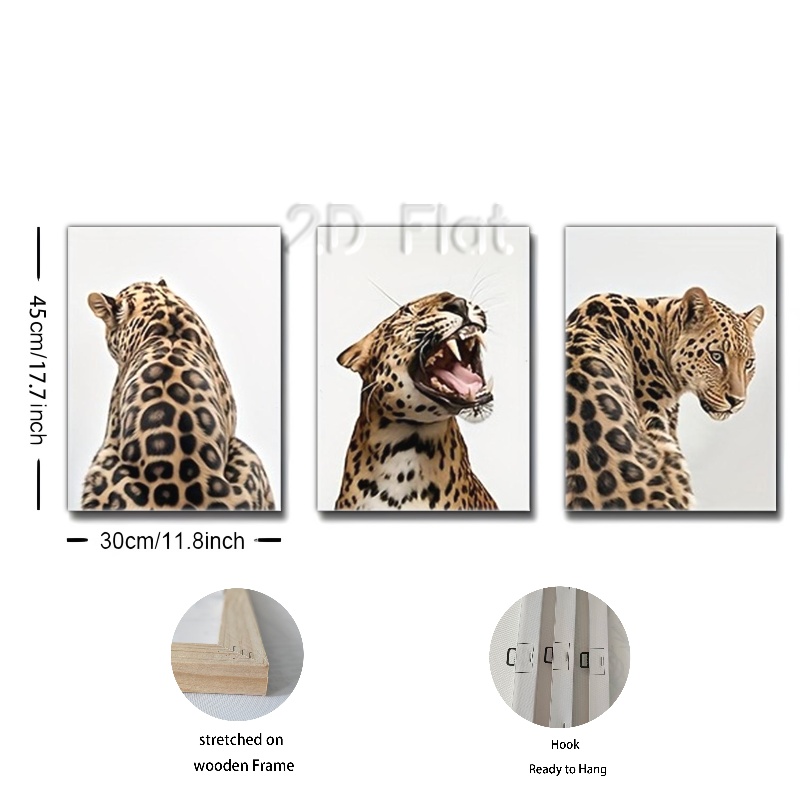 2D Flat
45cm/17.7inch
30cm/11.8inch
stretched on
wooden Frame
Hook
Ready to Hang